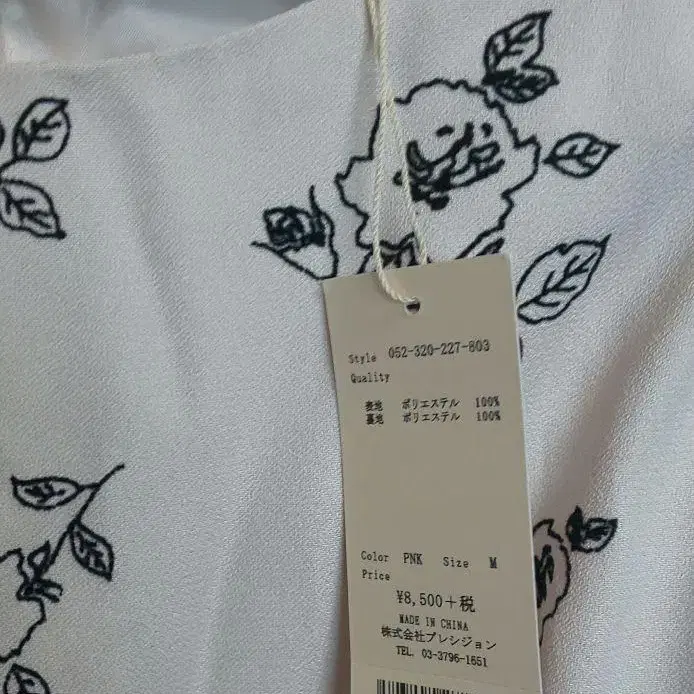 Style 052-320-227-803
Quality
表地 ポリエステル 100%
裏地 ポリエステル 100%
Color PNK Size M
Price
¥8,500+税
MADE IN CHINA
株式会社プレシジョン
TEL. 03-3796-1651